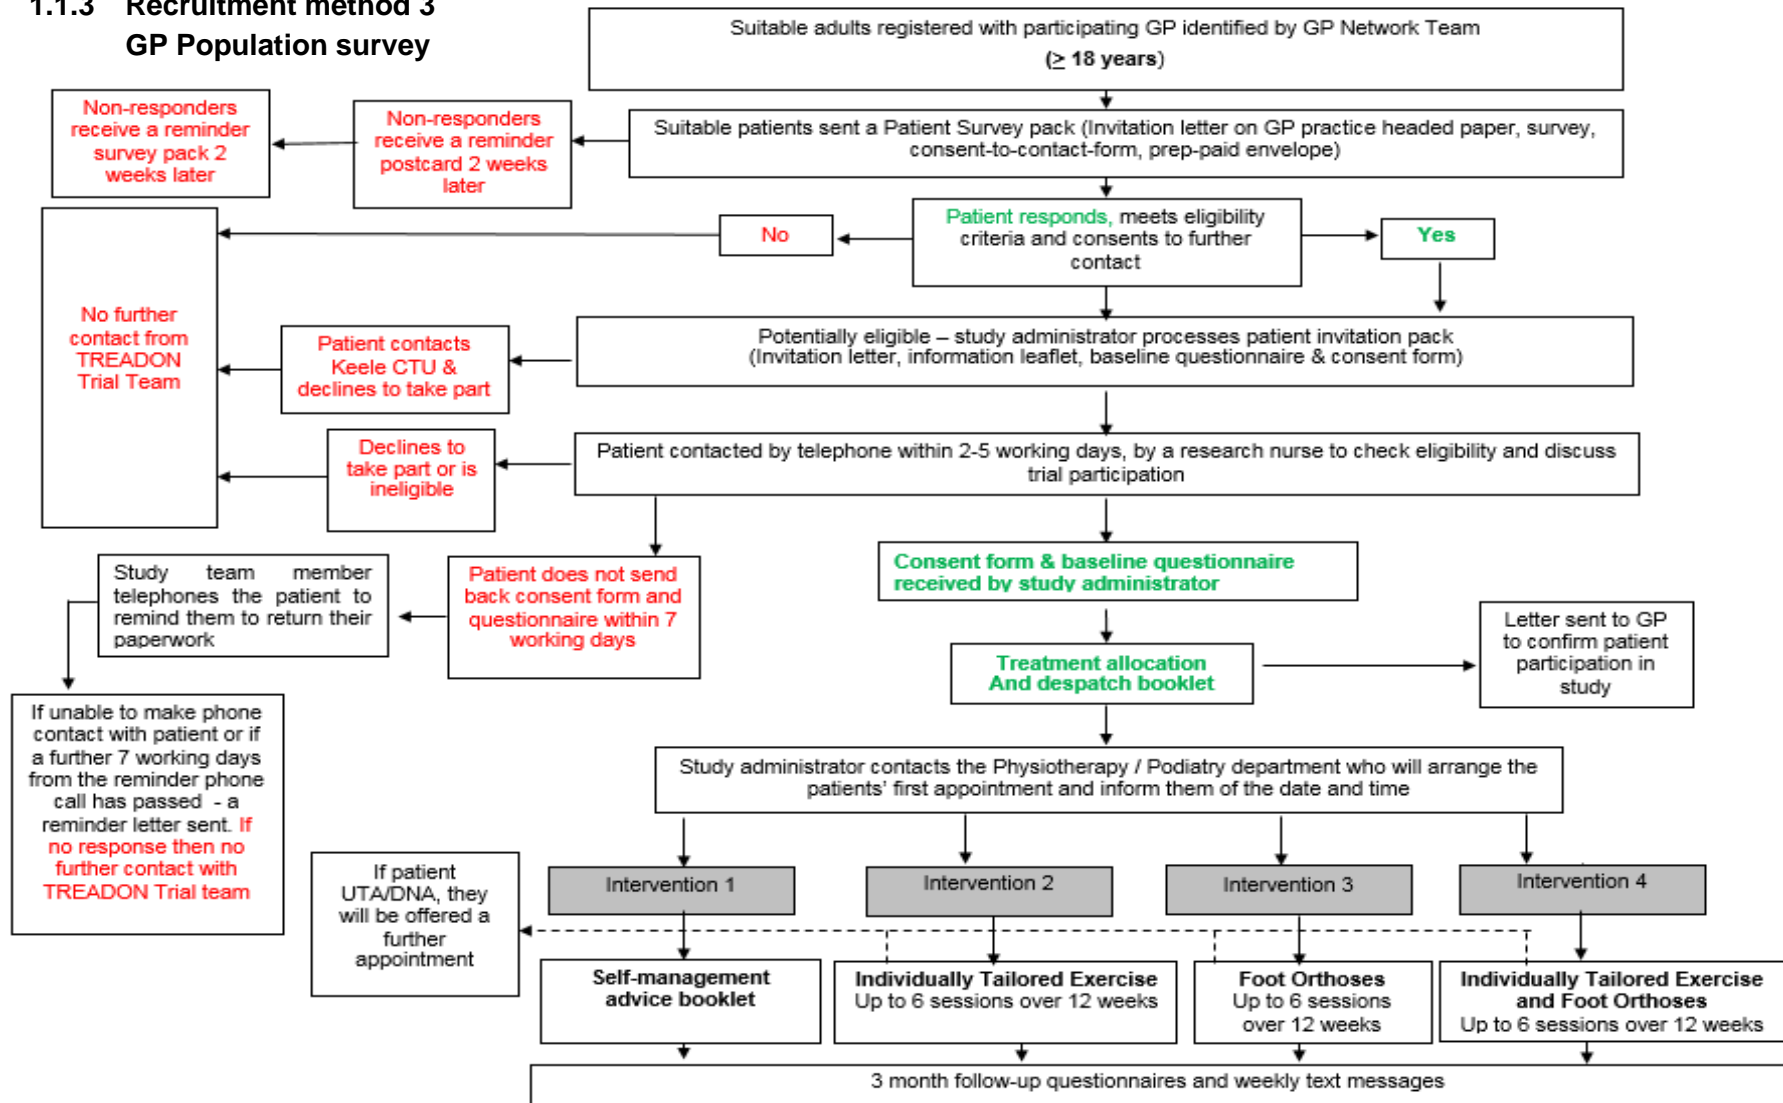 1.1.3 Recruitment method 3
GP Population survey
Suitable adults registered with participating GP identified by GP Network Team
(≥ 18 years)
Non-responders
receive a reminder
survey pack 2
weeks later
Non-responders
receive a reminder
postcard 2 weeks
later
Suitable patients sent a Patient Survey pack (Invitation letter on GP practice headed paper, survey,
consent-to-contact-form, prep-paid envelope)
No
Patient responds, meets eligibility
criteria and consents to further
contact
Yes
No further
contact from
TREADON
Trial Team
Patient contacts
Keele CTU &
declines to take part
Potentially eligible – study administrator processes patient invitation pack
(Invitation letter, information leaflet, baseline questionnaire & consent form)
Declines to
take part or is
ineligible
Patient contacted by telephone within 2-5 working days, by a research nurse to check eligibility and discuss
trial participation
Study team member
telephones the patient to
remind them to return their
paperwork
Patient does not send
back consent form and
questionnaire within 7
working days
Consent form & baseline questionnaire
received by study administrator
Treatment allocation
And despatch booklet
Letter sent to GP
to confirm patient
participation in
study
If unable to make phone
contact with patient or if
a further 7 working days
from the reminder phone
call has passed - a
reminder letter sent. If
no response then no
further contact with
TREADON Trial team
Study administrator contacts the Physiotherapy / Podiatry department who will arrange the
patients' first appointment and inform them of the date and time
If patient
UTA/DNA, they
will be offered a
further
appointment
Intervention 1
Intervention 2
Intervention 3
Intervention 4
Self-management
advice booklet
Individually Tailored Exercise
Up to 6 sessions over 12 weeks
Foot Orthoses
Up to 6 sessions
over 12 weeks
Individually Tailored Exercise
and Foot Orthoses
Up to 6 sessions over 12 weeks
3 month follow-up questionnaires and weekly text messages